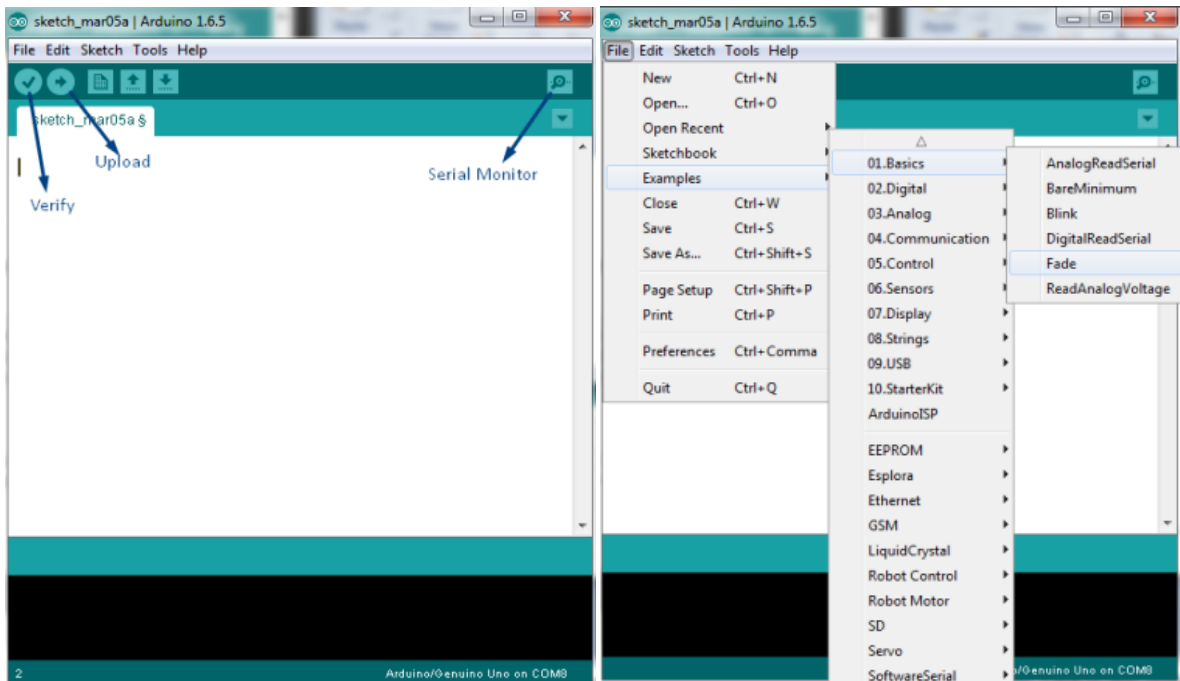 sketch_mar05a | Arduino 1.6.5
File Edit Sketch Tools Help
sketch_mar05a §
Upload
Serial Monitor
Verify
2
Arduino/Genuino Uno on COM8
sketch_mar05a | Arduino 1.6.5
File Edit Sketch Tools Help
New Ctrl+N
Open... Ctrl+O
Open Recent
Sketchbook
Examples
Close Ctrl+W
Save Ctrl+S
Save As... Ctrl+Shift+S
Page Setup Ctrl+Shift+P
Print Ctrl+P
Preferences Ctrl+Comma
Quit Ctrl+Q
01.Basics
02.Digital
03.Analog
04.Communication
05.Control
06.Sensors
07.Display
08.Strings
09.USB
10.StarterKit
ArduinoISP
EEPROM
Esplora
Ethernet
GSM
LiquidCrystal
Robot Control
Robot Motor
SD
Servo
SoftwareSerial
AnalogReadSerial
BareMinimum
Blink
DigitalReadSerial
Fade
ReadAnalogVoltage
/Genuino Uno on COM8